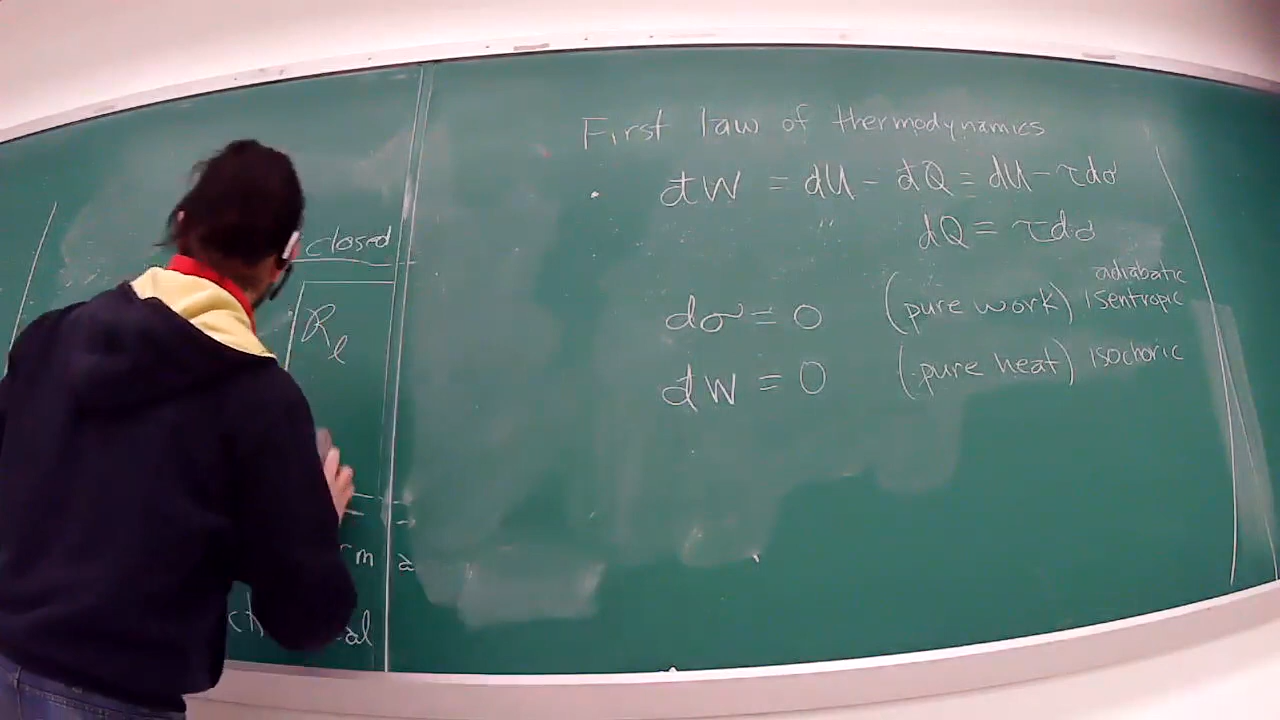 closed
R_ℓ
First law of thermodynamics
đW = dU - đQ = dU - τdσ
đQ = τdσ
dσ = 0 (pure work) adiabatic isentropic
đW = 0 (pure heat) isochoric